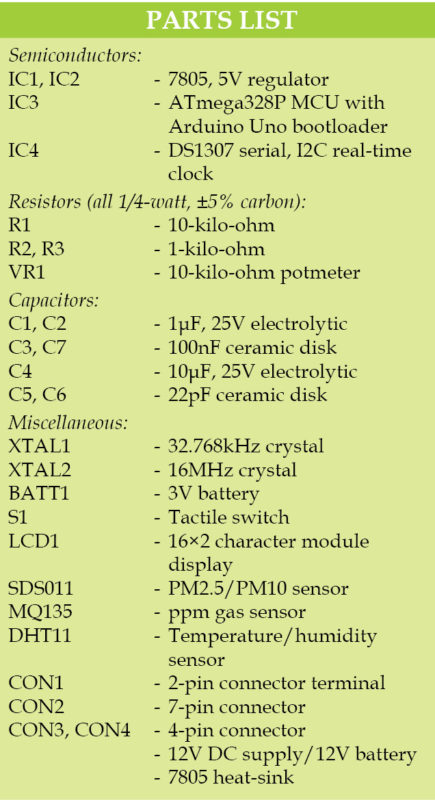 PARTS LIST
Semiconductors:
IC1, IC2 - 7805, 5V regulator
IC3 - ATmega328P MCU with
Arduino Uno bootloader
IC4 - DS1307 serial, I2C real-time
clock
Resistors (all 1/4-watt, ±5% carbon):
R1 - 10-kilo-ohm
R2, R3 - 1-kilo-ohm
VR1 - 10-kilo-ohm potmeter
Capacitors:
C1, C2 - 1µF, 25V electrolytic
C3, C7 - 100nF ceramic disk
C4 - 10µF, 25V electrolytic
C5, C6 - 22pF ceramic disk
Miscellaneous:
XTAL1 - 32.768kHz crystal
XTAL2 - 16MHz crystal
BATT1 - 3V battery
S1 - Tactile switch
LCD1 - 16×2 character module
display
SDS011 - PM2.5/PM10 sensor
MQ135 - ppm gas sensor
DHT11 - Temperature/humidity
sensor
CON1 - 2-pin connector terminal
CON2 - 7-pin connector
CON3, CON4 - 4-pin connector
- 12V DC supply/12V battery
- 7805 heat-sink